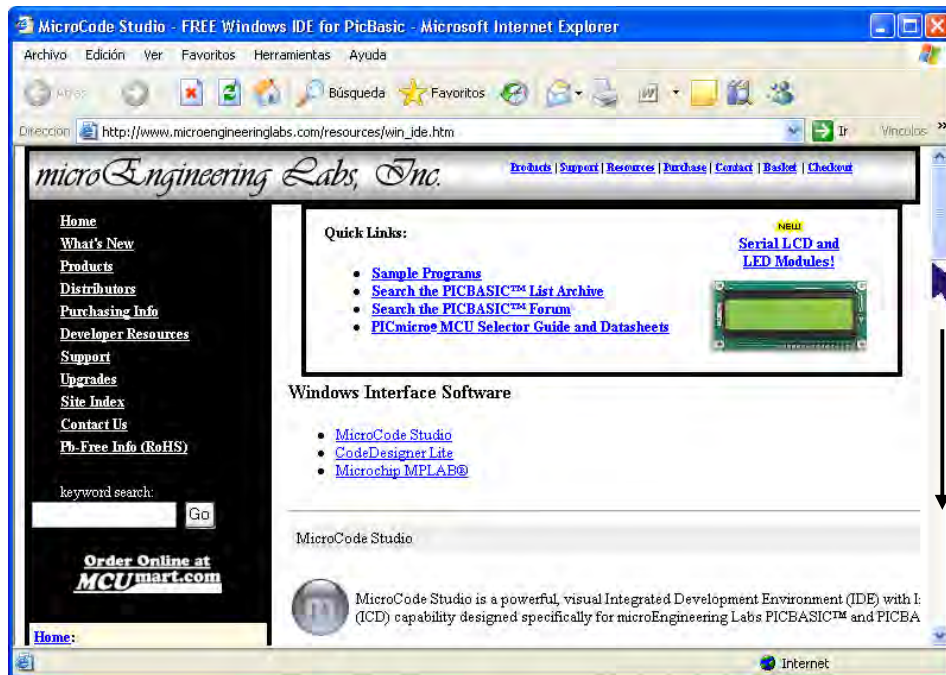 MicroCode Studio - FREE Windows IDE for PicBasic - Microsoft Internet Explorer
Archivo Edición Ver Favoritos Herramientas Ayuda
Atrás Búsqueda Favoritos
Dirección http://www.microengineeringlabs.com/resources/win_ide.htm Ir Vínculos »
microEngineering Labs, Inc.
Products | Support | Resources | Purchase | Contact | Basket | Checkout
Home
What's New
Products
Distributors
Purchasing Info
Developer Resources
Support
Upgrades
Site Index
Contact Us
Pb-Free Info (RoHS)
keyword search:
Go
Order Online at
MCUmart.com
Home:
Quick Links:
• Sample Programs
• Search the PICBASIC™ List Archive
• Search the PICBASIC™ Forum
• PICmicro® MCU Selector Guide and Datasheets
NEW
Serial LCD and
LED Modules!
Windows Interface Software
• MicroCode Studio
• CodeDesigner Lite
• Microchip MPLAB®
MicroCode Studio
m
MicroCode Studio is a powerful, visual Integrated Development Environment (IDE) with I
(ICD) capability designed specifically for microEngineering Labs PICBASIC™ and PICBA
Internet